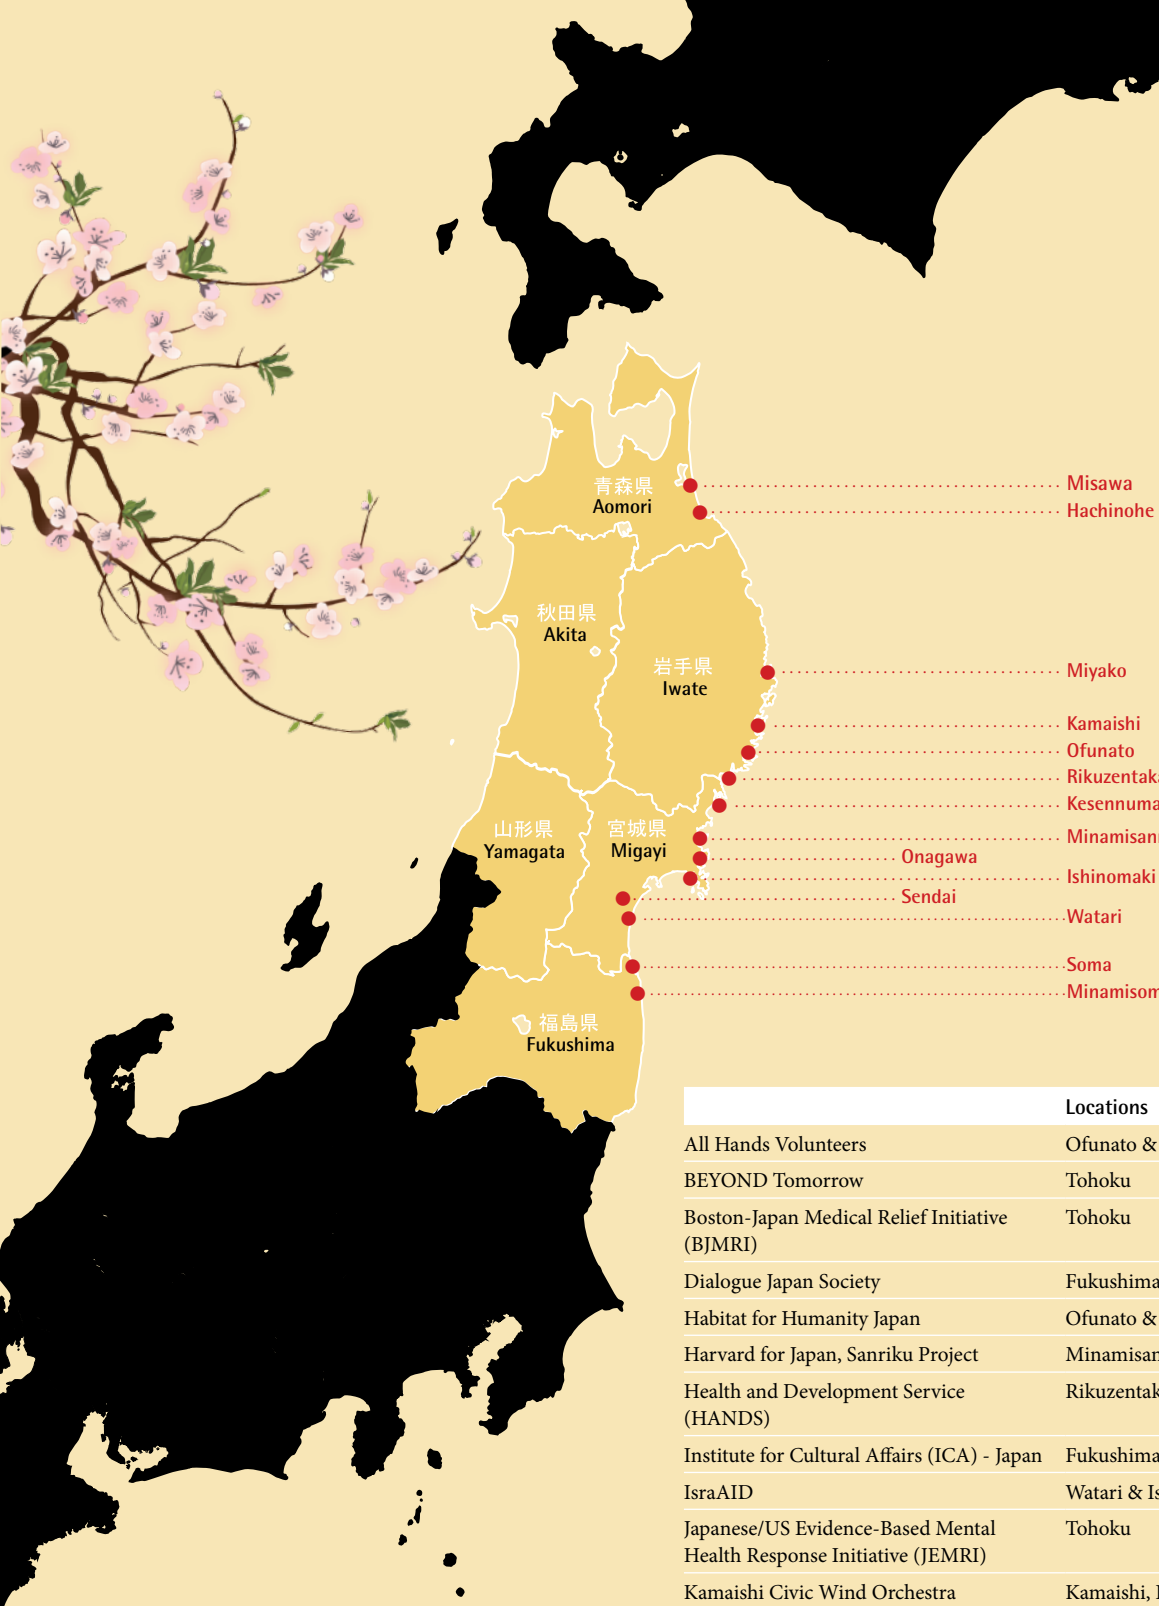 青森県
Aomori
Misawa
Hachinohe
秋田県
Akita
岩手県
Iwate
Miyako
Kamaishi
Ofunato
Kesennuma
山形県
Yamagata
宮城県
Migayi
Onagawa
Ishinomaki
Sendai
Watari
Soma
福島県
Fukushima
Locations
All Hands Volunteers Ofunato &
BEYOND Tomorrow Tohoku
Boston-Japan Medical Relief Initiative Tohoku
(BJMRI)
Dialogue Japan Society Fukushima
Habitat for Humanity Japan Ofunato &
Harvard for Japan, Sanriku Project
Health and Development Service
(HANDS)
Institute for Cultural Affairs (ICA) - Japan Fukushima
IsraAID Watari &
Japanese/US Evidence-Based Mental Tohoku
Health Response Initiative (JEMRI)
Kamaishi Civic Wind Orchestra Kamaishi,